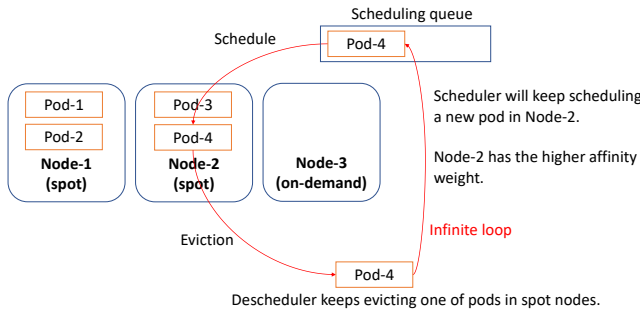 Scheduling queue
Schedule
Pod-4
Pod-1
Pod-2
Node-1
(spot)
Pod-3
Pod-4
Node-2
(spot)
Node-3
(on-demand)
Scheduler will keep scheduling
a new pod in Node-2.
Node-2 has the higher affinity
weight.
Infinite loop
Eviction
Pod-4
Descheduler keeps evicting one of pods in spot nodes.